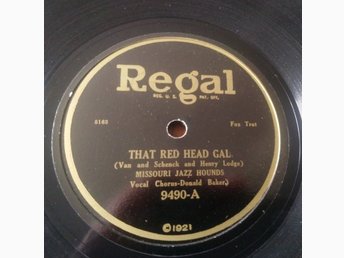 Regal
REG. U. S. PAT. OFF.
5163 Fox Trot
THAT RED HEAD GAL
(Van and Schenck and Henry Lodge)
MISSOURI JAZZ HOUNDS
Vocal Chorus-Donald Baker
9490-A
©1921